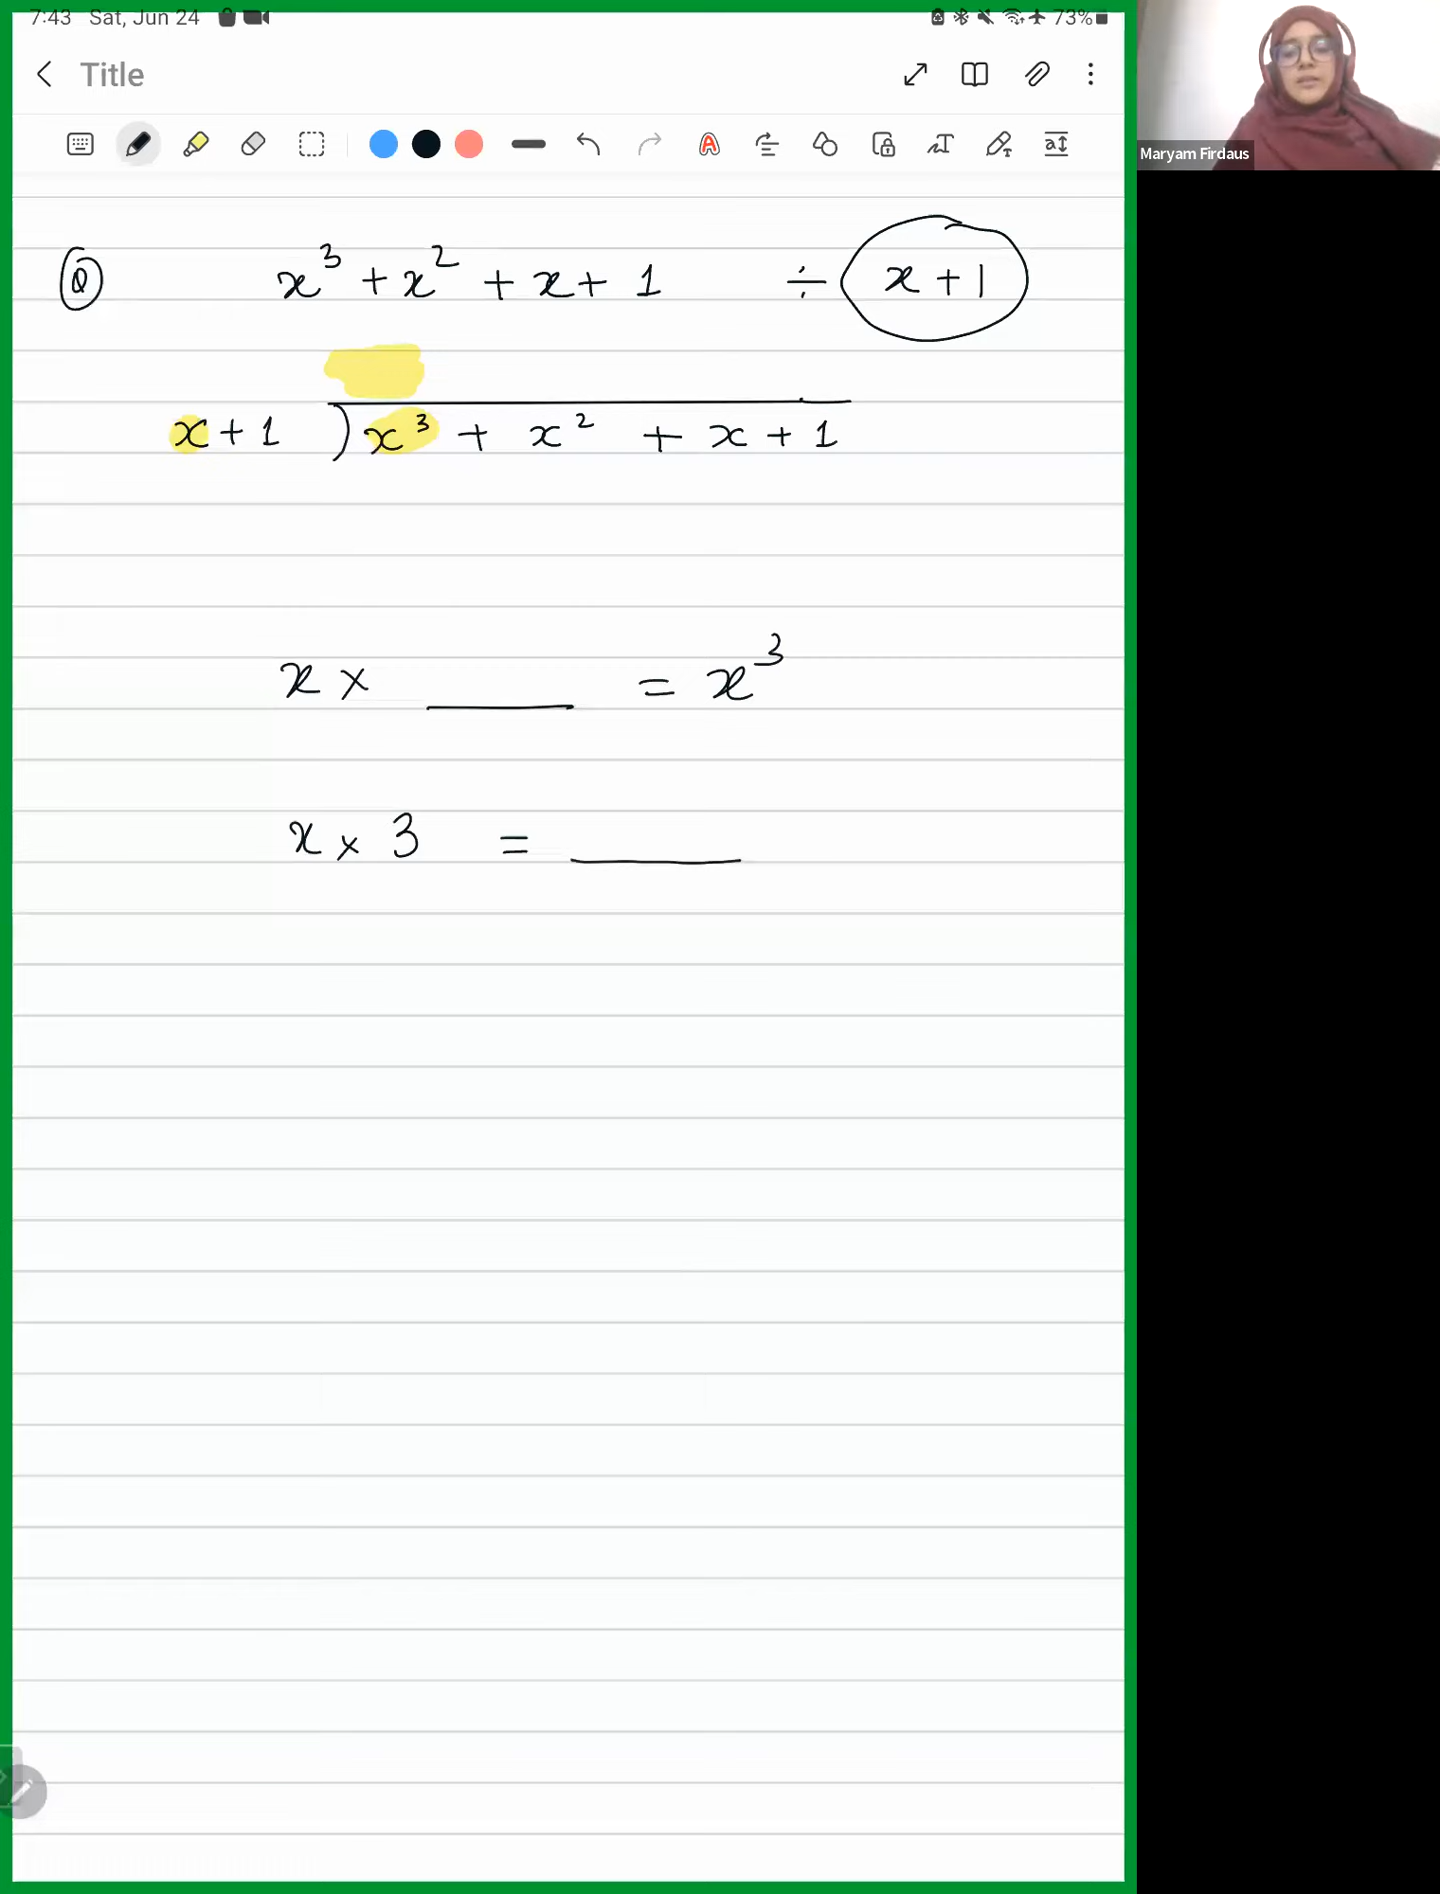 7:43 Sat, Jun 24 73%
Title
Maryam Firdaus
Q x³ + x² + x + 1 ÷ x + 1
x + 1 ) x³ + x² + x + 1
x × ____ = x³
x × 3 = ____